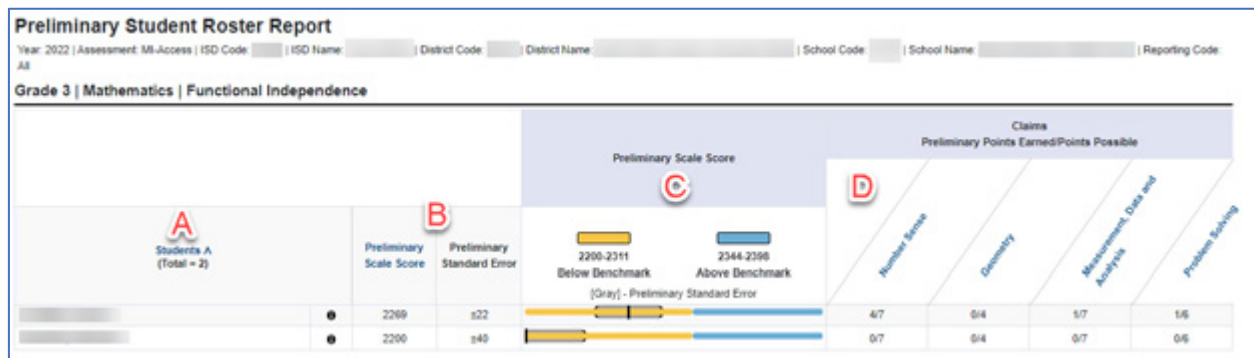 Preliminary Student Roster Report
Year: 2022 | Assessment: MI-Access | ISD Code: | ISD Name: | District Code: | District Name: | School Code: | School Name: | Reporting Code:
All
Grade 3 | Mathematics | Functional Independence
Claims
Preliminary Points Earned/Points Possible
Preliminary Scale Score
A
B
C
D
Students A
(Total = 2)
Preliminary
Scale Score
Preliminary
Standard Error
2200-2311
Below Benchmark
2344-2398
Above Benchmark
[Gray] - Preliminary Standard Error
Number Sense
Geometry
Measurement, Data and
Analysis
Problem Solving
2269 ±22 4/7 0/4 1/7 1/6
2200 ±40 0/7 0/4 0/7 0/6